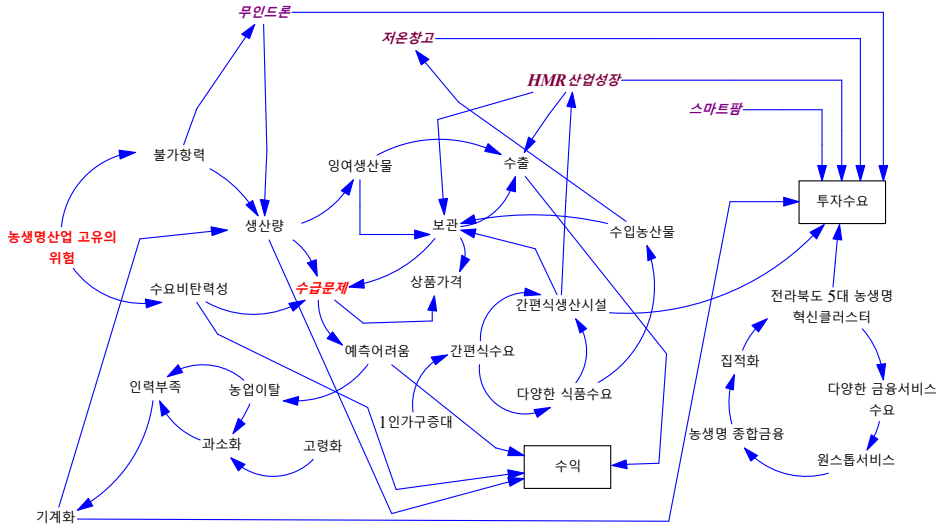 무인드론
저온창고
HMR 산업성장
스마트팜
불가항력
잉여생산물
수출
투자수요
농생명산업 고유의
위험
생산량
보관
수입농산물
수요비탄력성
수급문제
상품가격
간편식생산시설
전라북도 5대 농생명
혁신클러스터
예측어려움
간편식수요
집적화
인력부족
농업이탈
다양한 식품수요
다양한 금융서비스
수요
1인가구증대
과소화
고령화
농생명 종합금융
원스톱서비스
수익
기계화